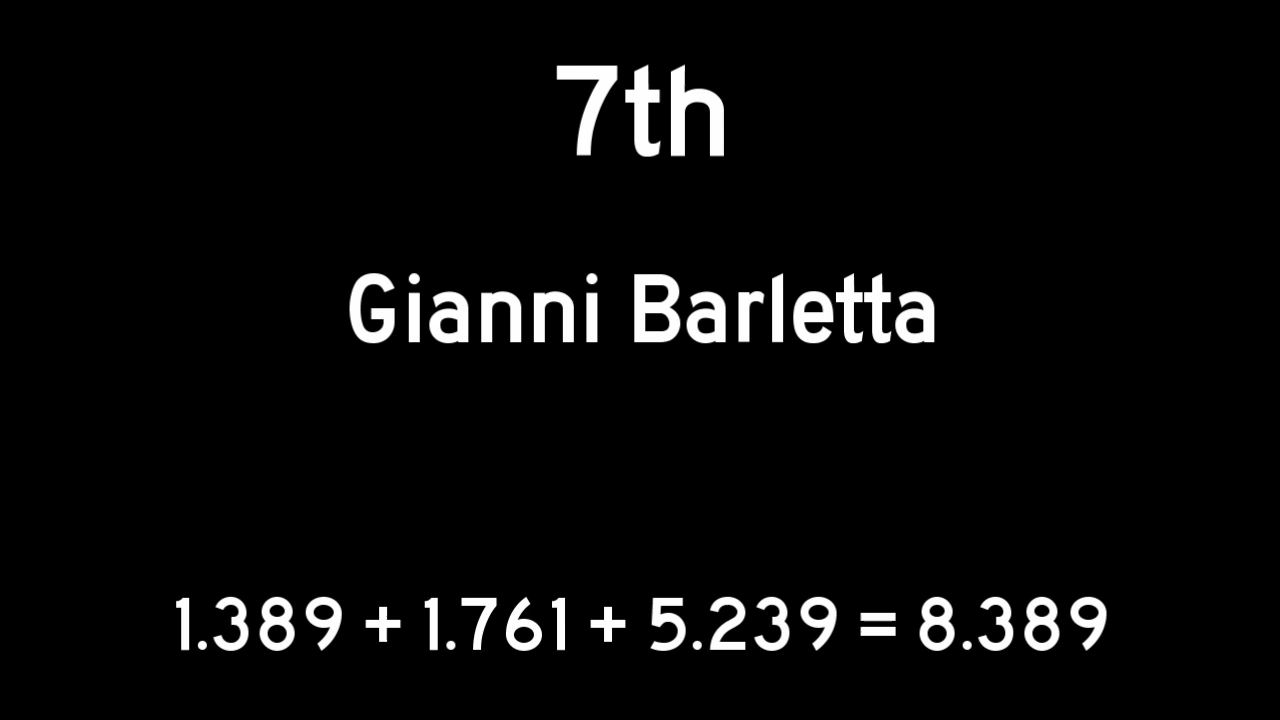 7th
Gianni Barletta
1.389 + 1.761 + 5.239 = 8.389